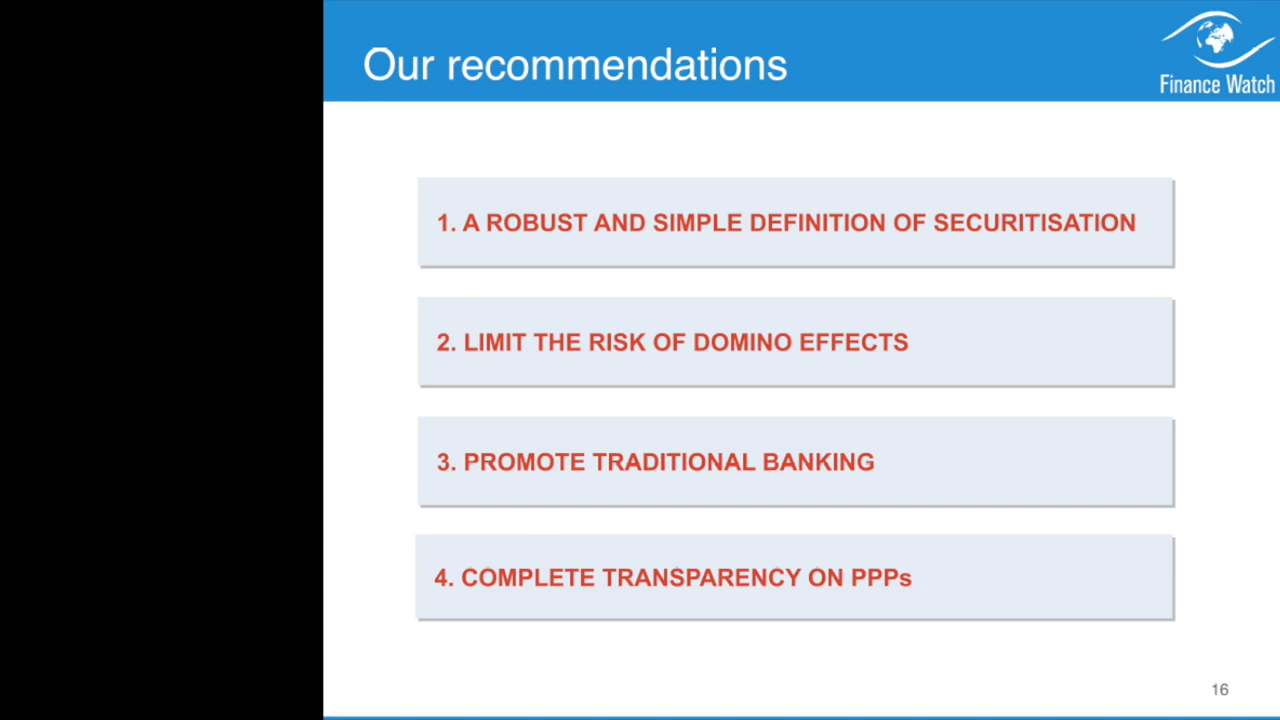 Our recommendations
Finance Watch
1. A ROBUST AND SIMPLE DEFINITION OF SECURITISATION
2. LIMIT THE RISK OF DOMINO EFFECTS
3. PROMOTE TRADITIONAL BANKING
4. COMPLETE TRANSPARENCY ON PPPs
16